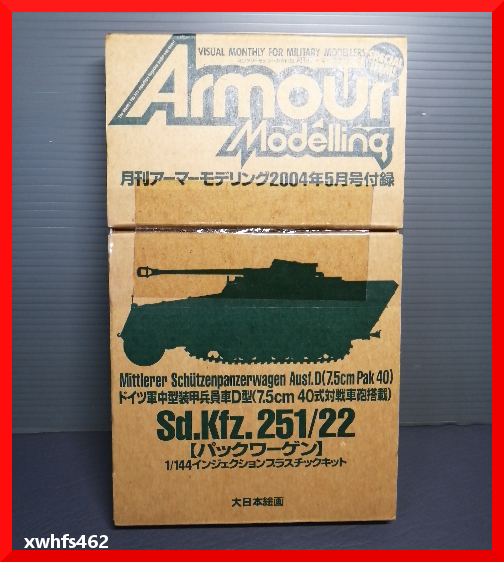 VISUAL MONTHLY FOR MILITARY MODELLERS
SPECIAL
Armour
Modelling
月刊アーマーモデリング2004年5月号付録
Mittlerer Schützenpanzerwagen Ausf.D(7.5cm Pak 40)
ドイツ軍中型装甲兵員車D型(7.5cm 40式対戦車砲搭載)
Sd.Kfz. 251/22
【パックワーゲン】
1/144インジェクションプラスチックキット
大日本絵画
xwhfs462